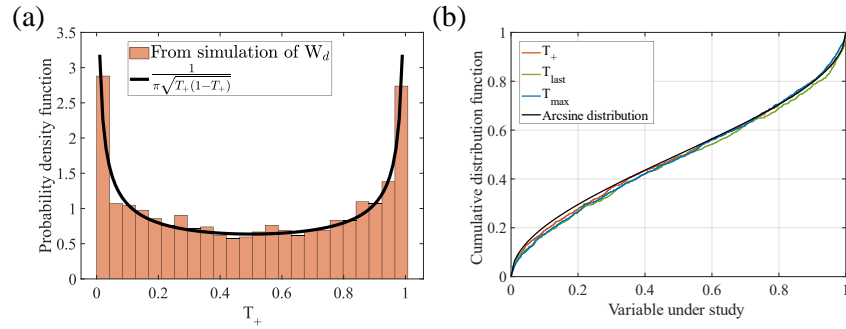 (a)
Probability density function
3.5
3
2.5
2
1.5
1
0.5
0
0 0.2 0.4 0.6 0.8 1
T_+
From simulation of W_d
\frac{1}{\pi\sqrt{T_+(1-T_+)}}
(b)
Cumulative distribution function
1
0.8
0.6
0.4
0.2
0
0 0.2 0.4 0.6 0.8 1
Variable under study
T_+
T_last
T_max
Arcsine distribution